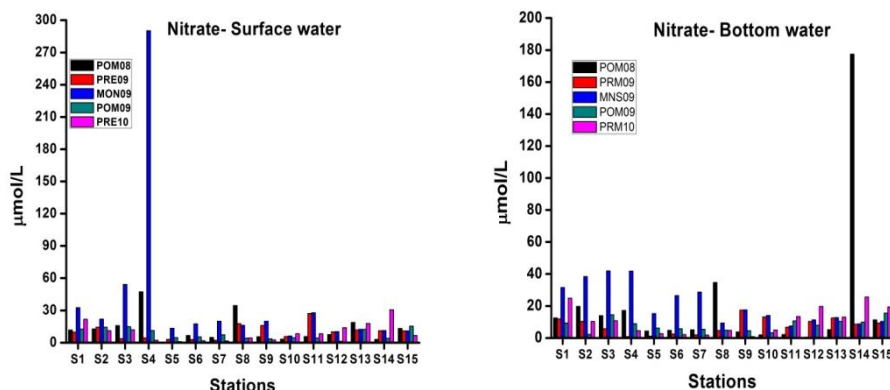 Nitrate- Surface water
300
270
240
210
180
150
120
90
60
30
0
µmol/L
POM08
PRE09
MON09
POM09
PRE10
S1 S2 S3 S4 S5 S6 S7 S8 S9 S10 S11 S12 S13 S14 S15
Stations
Nitrate- Bottom water
200
180
160
140
120
100
80
60
40
20
0
µmol/L
POM08
PRM09
MNS09
POM09
PRM10
S1 S2 S3 S4 S5 S6 S7 S8 S9 S10 S11 S12 S13 S14 S15
Stations